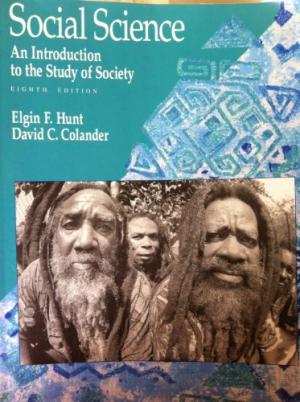 Social Science
An Introduction
to the Study of Society
EIGHTH EDITION
Elgin F. Hunt
David C. Colander